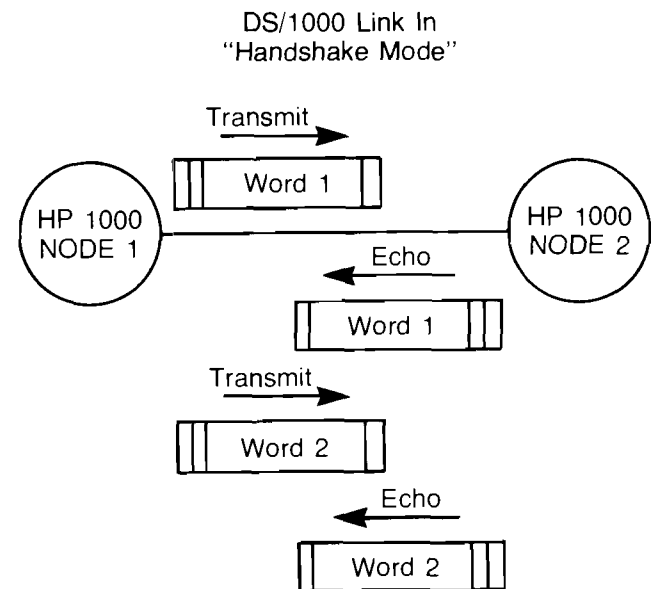 DS/1000 Link In
"Handshake Mode"
Transmit
Word 1
HP 1000
NODE 1
HP 1000
NODE 2
Echo
Word 1
Transmit
Word 2
Echo
Word 2